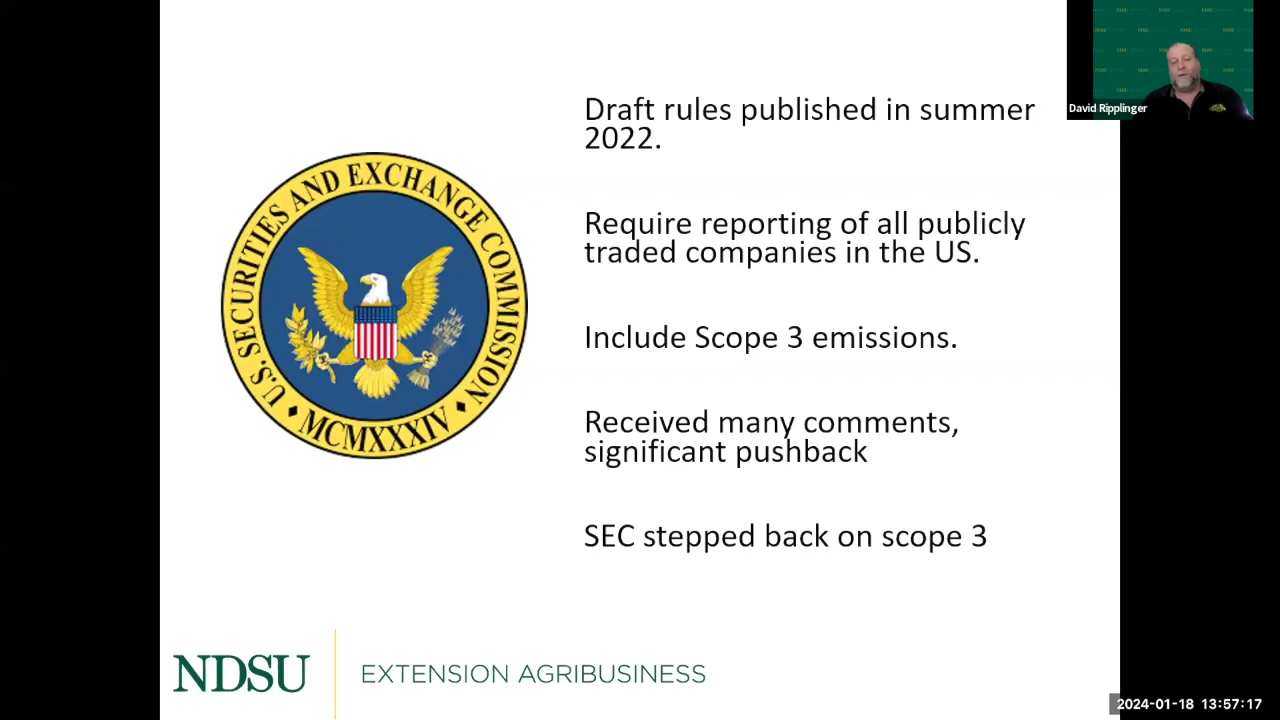 Draft rules published in summer
2022.
Require reporting of all publicly
traded companies in the US.
Include Scope 3 emissions.
Received many comments,
significant pushback
SEC stepped back on scope 3
U.S. SECURITIES AND EXCHANGE COMMISSION
MCMXXXIV
David Ripplinger
NDSU
EXTENSION AGRIBUSINESS
2024-01-18 13:57:17